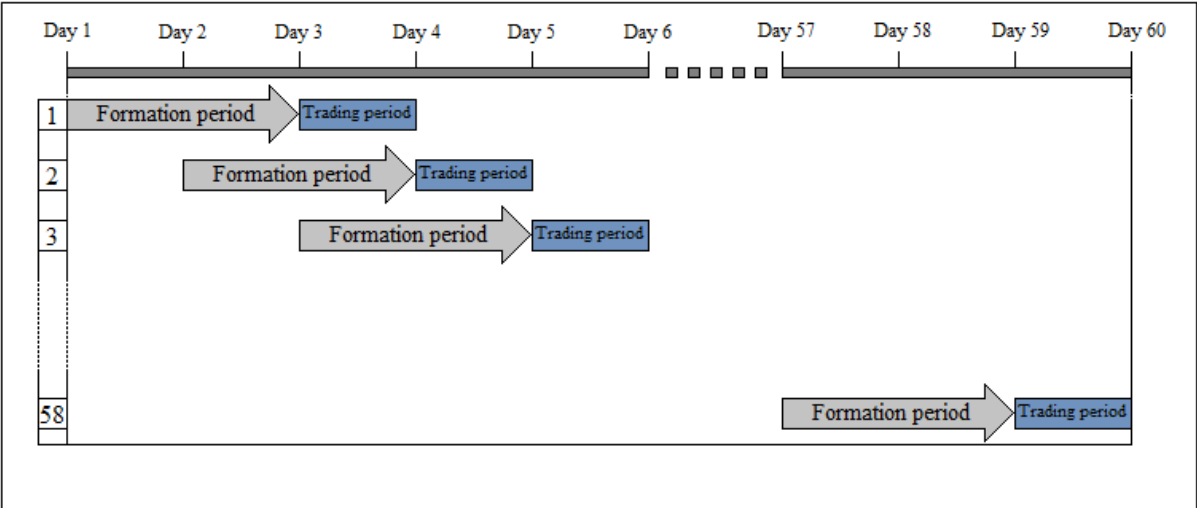 Day 1 Day 2 Day 3 Day 4 Day 5 Day 6 Day 57 Day 58 Day 59 Day 60
1 Formation period Trading period
2 Formation period Trading period
3 Formation period Trading period
58 Formation period Trading period